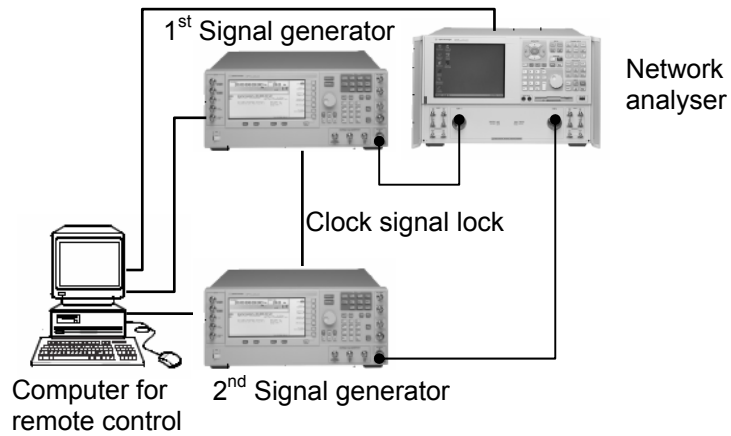 1st Signal generator
Network
analyser
Clock signal lock
Computer for
remote control
2nd Signal generator